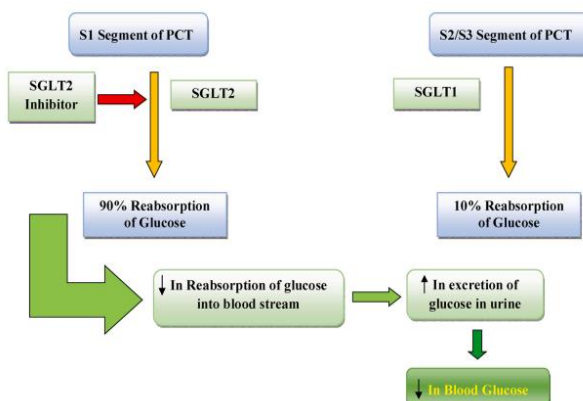 S1 Segment of PCT
S2/S3 Segment of PCT
SGLT2
Inhibitor
SGLT2
SGLT1
90% Reabsorption
of Glucose
10% Reabsorption
of Glucose
↓ In Reabsorption of glucose
into blood stream
↑ In excretion of
glucose in urine
↓ In Blood Glucose